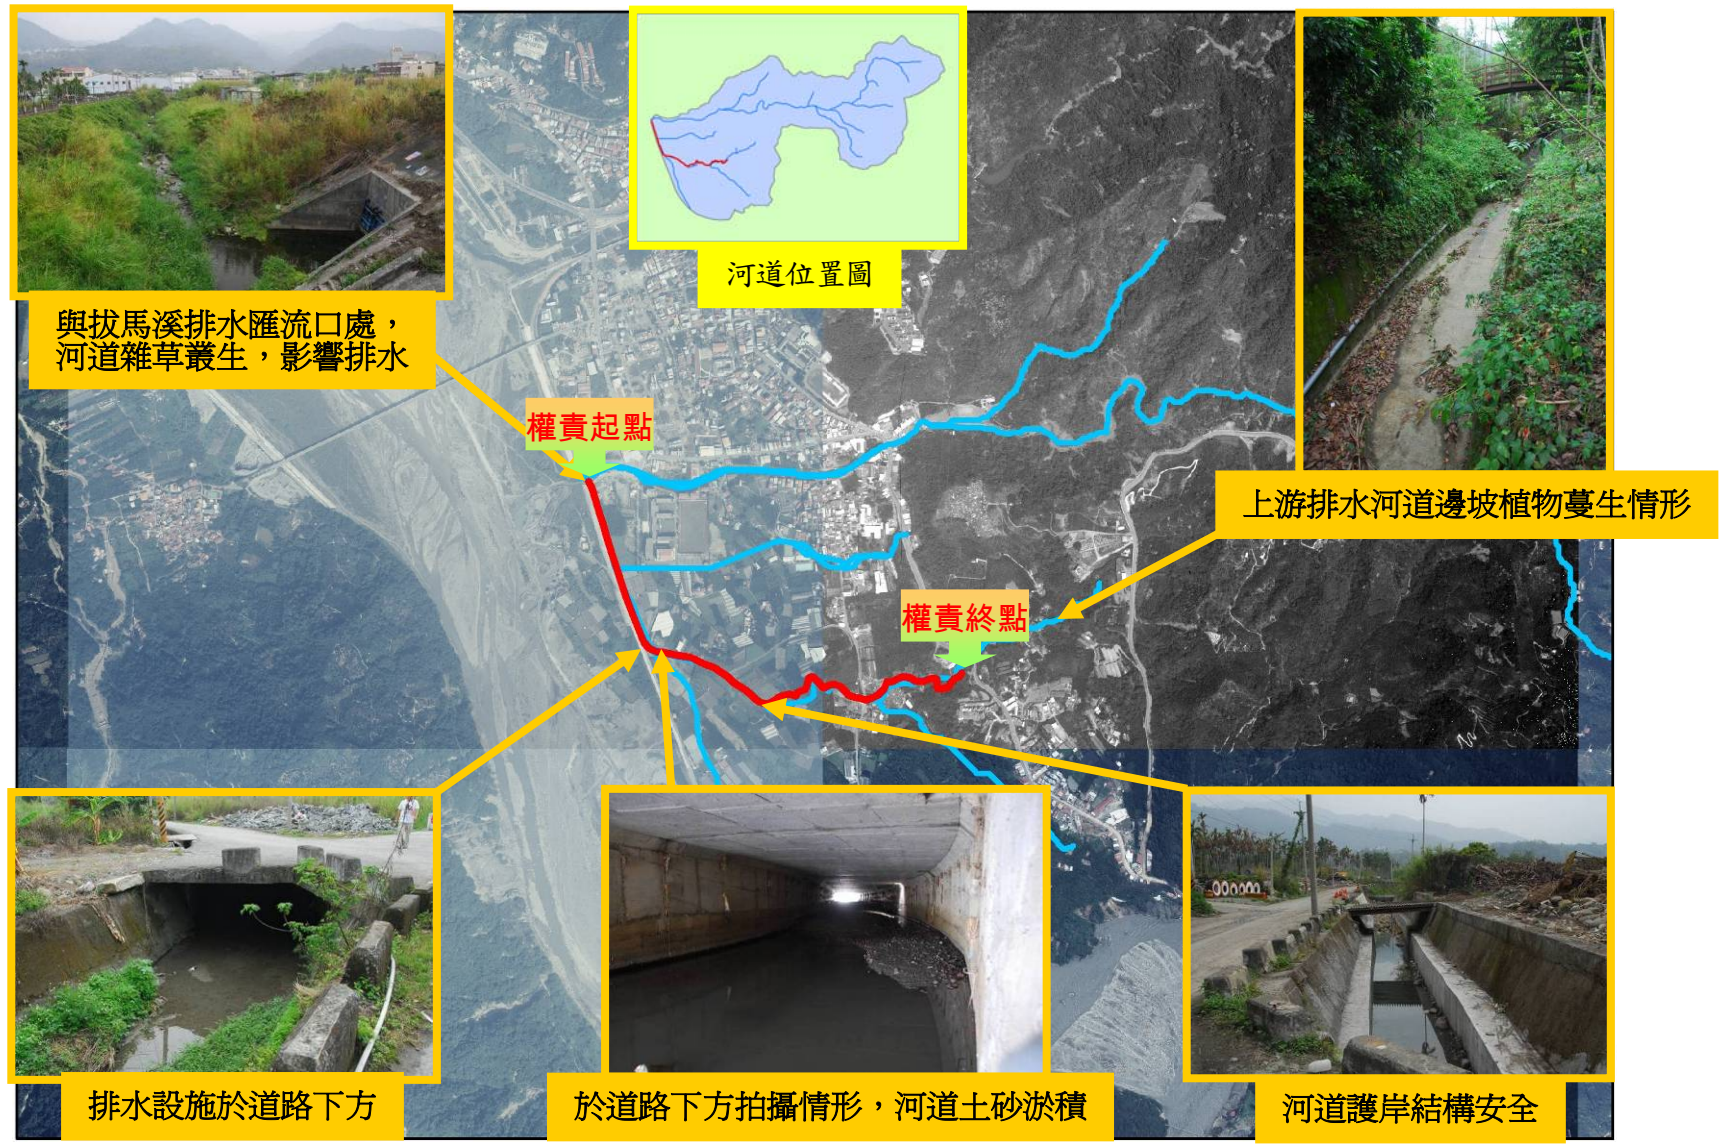 河道位置圖
與拔馬溪排水匯流口處，
河道雜草叢生，影響排水
權責起點
上游排水河道邊坡植物蔓生情形
權責終點
排水設施於道路下方
於道路下方拍攝情形，河道土砂淤積
河道護岸結構安全